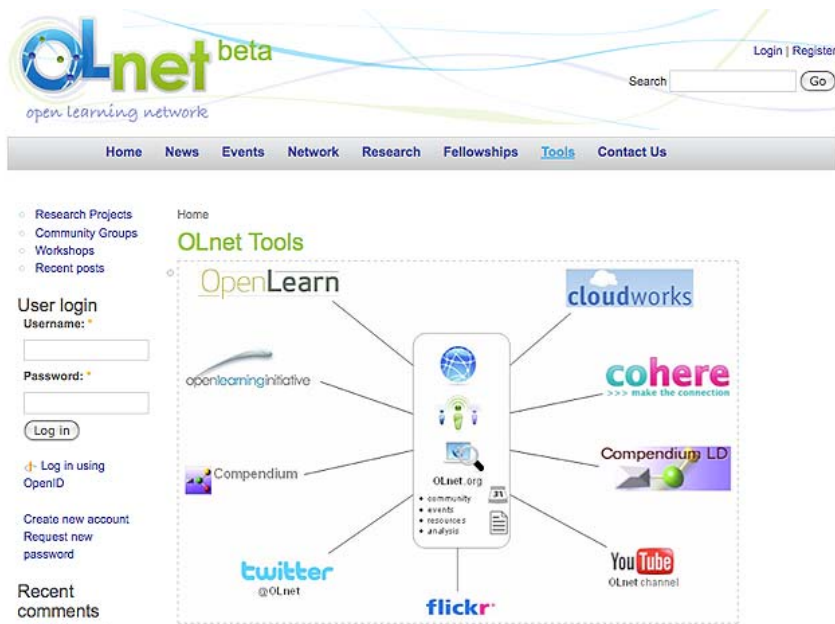 OLnet beta
open learning network
Login | Register
Search
Go
Home News Events Network Research Fellowships Tools Contact Us
Research Projects
Community Groups
Workshops
Recent posts
User login
Username: *
Password: *
Log in
Log in using
OpenID
Create new account
Request new
password
Recent
comments
Home
OLnet Tools
OpenLearn
cloudworks
openlearninginitiative
cohere
>>> make the connection
Compendium
Compendium LD
OLnet.org
• community
• events
• resources
• analysis
31
twitter
@OLnet
flickr
YouTube
OLnet channel